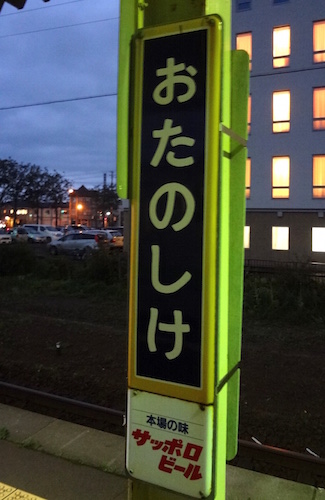 おたのしけ
本場の味
サッポロ
ビール